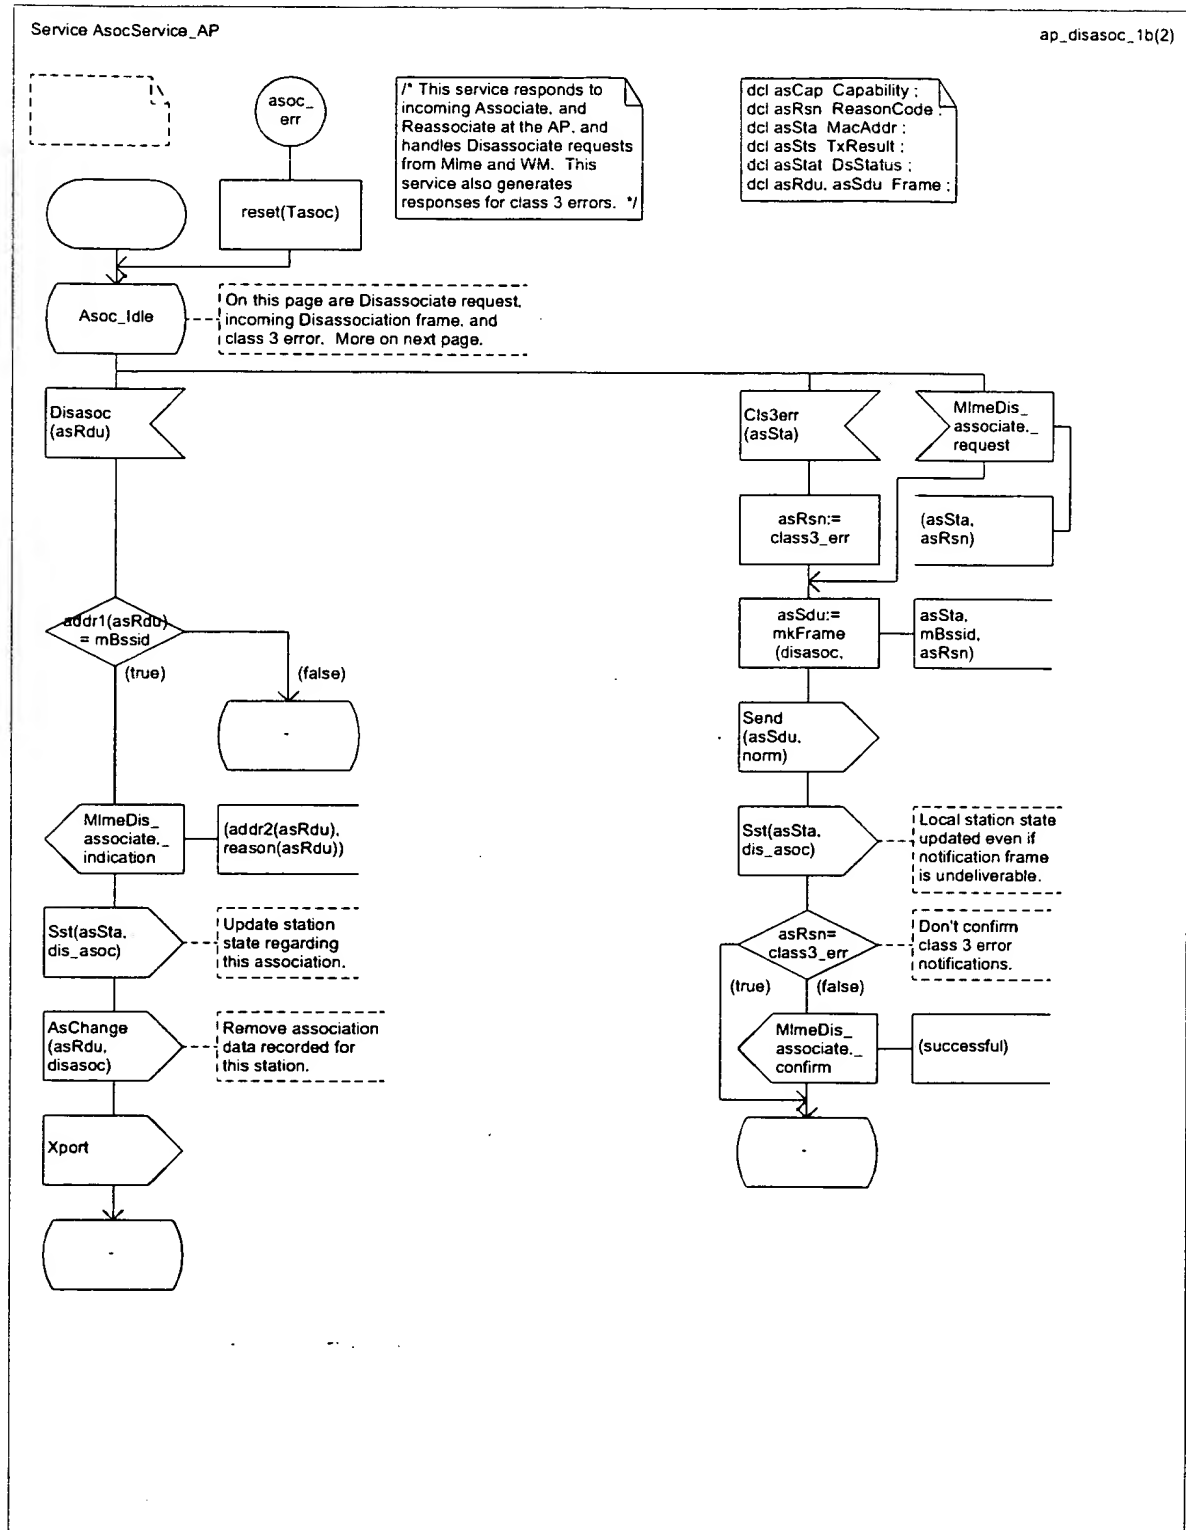 Service AsocService_AP
ap_disasoc_1b(2)
asoc_
err
/* This service responds to
incoming Associate, and
Reassociate at the AP, and
handles Disassociate requests
from Mlme and WM. This
service also generates
responses for class 3 errors. */
dcl asCap Capability ;
dcl asRsn ReasonCode ;
dcl asSta MacAddr ;
dcl asSts TxResult ;
dcl asStat DsStatus ;
dcl asRdu, asSdu Frame ;
reset(Tasoc)
Asoc_Idle
On this page are Disassociate request,
incoming Disassociation frame, and
class 3 error. More on next page.
Disasoc
(asRdu)
Cls3err
(asSta)
MlmeDis_
associate._
request
asRsn:=
class3_err
(asSta,
asRsn)
addr1(asRdu)
= mBssid
(true)
(false)
-
asSdu:=
mkFrame
(disasoc,
asSta,
mBssid,
asRsn)
Send
(asSdu,
norm)
MlmeDis_
associate._
indication
(addr2(asRdu),
reason(asRdu))
Sst(asSta,
dis_asoc)
Local station state
updated even if
notification frame
is undeliverable.
Sst(asSta,
dis_asoc)
Update station
state regarding
this association.
asRsn=
class3_err
Don't confirm
class 3 error
notifications.
(true)
(false)
AsChange
(asRdu,
disasoc)
Remove association
data recorded for
this station.
MlmeDis_
associate._
confirm
(successful)
Xport
-
-